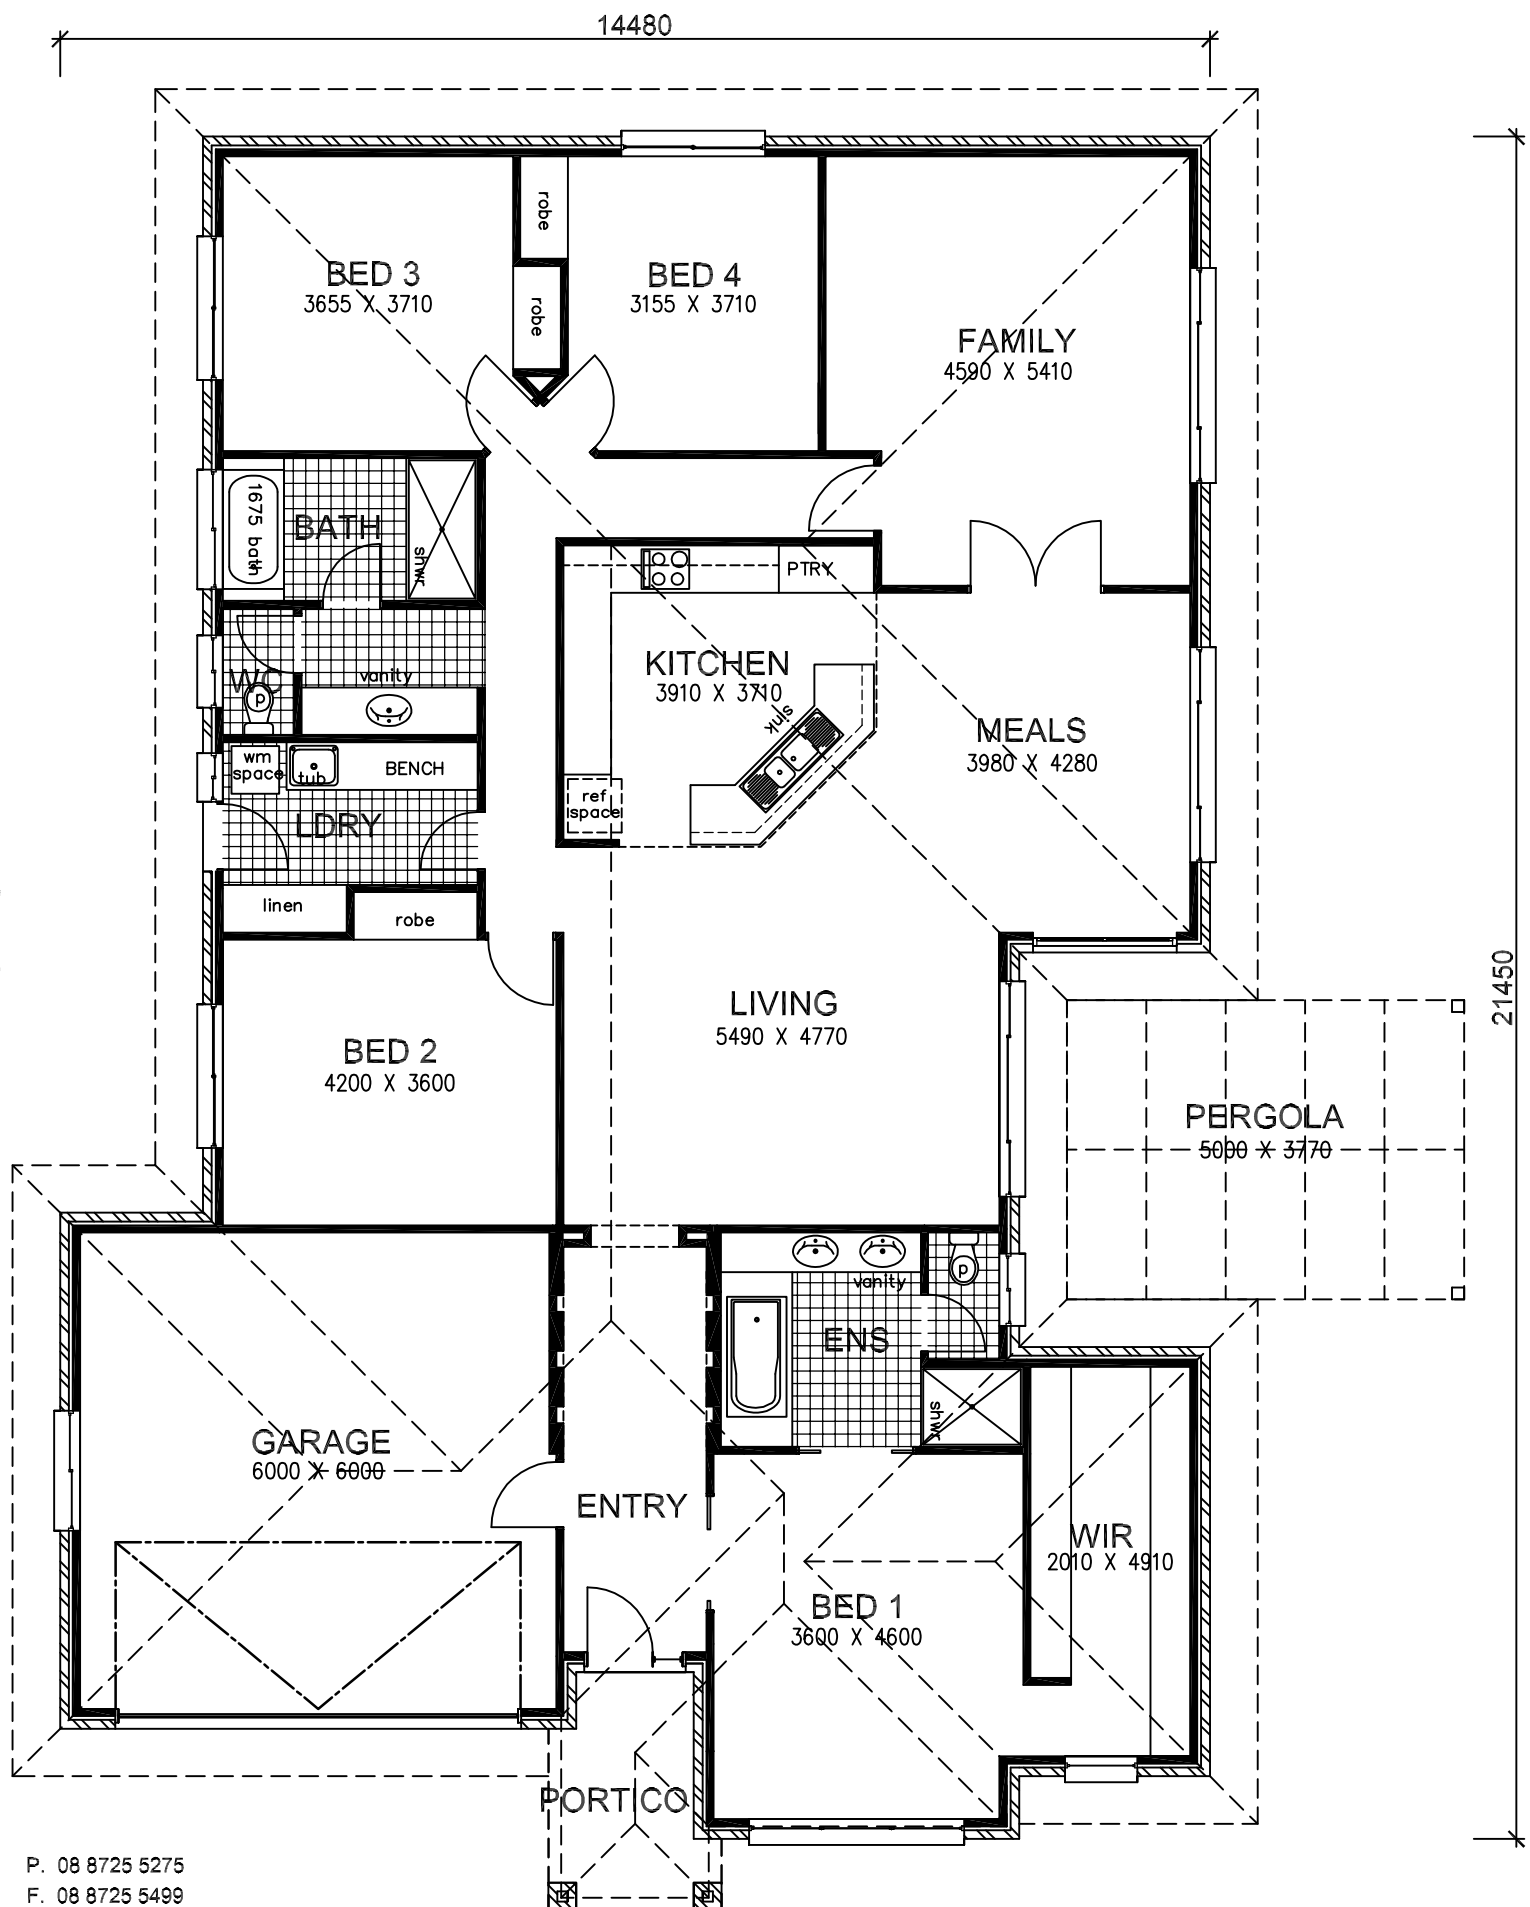 14480
robe
BED 3
3655 X 3710
BED 4
3155 X 3710
robe
FAMILY
4590 X 5410
1675 bath
BATH
shwr
PTRY
KITCHEN
3910 X 3710
WC
vanity
p
sink
MEALS
3980 X 4280
wm
space
tub
BENCH
ref
space
LDRY
linen
robe
21450
LIVING
5490 X 4770
BED 2
4200 X 3600
PERGOLA
5000 X 3770
vanity
p
ENS
shwr
GARAGE
6000 X 6000
ENTRY
WIR
2010 X 4910
BED 1
3600 X 4600
PORTICO
P. 08 8725 5275
F. 08 8725 5499